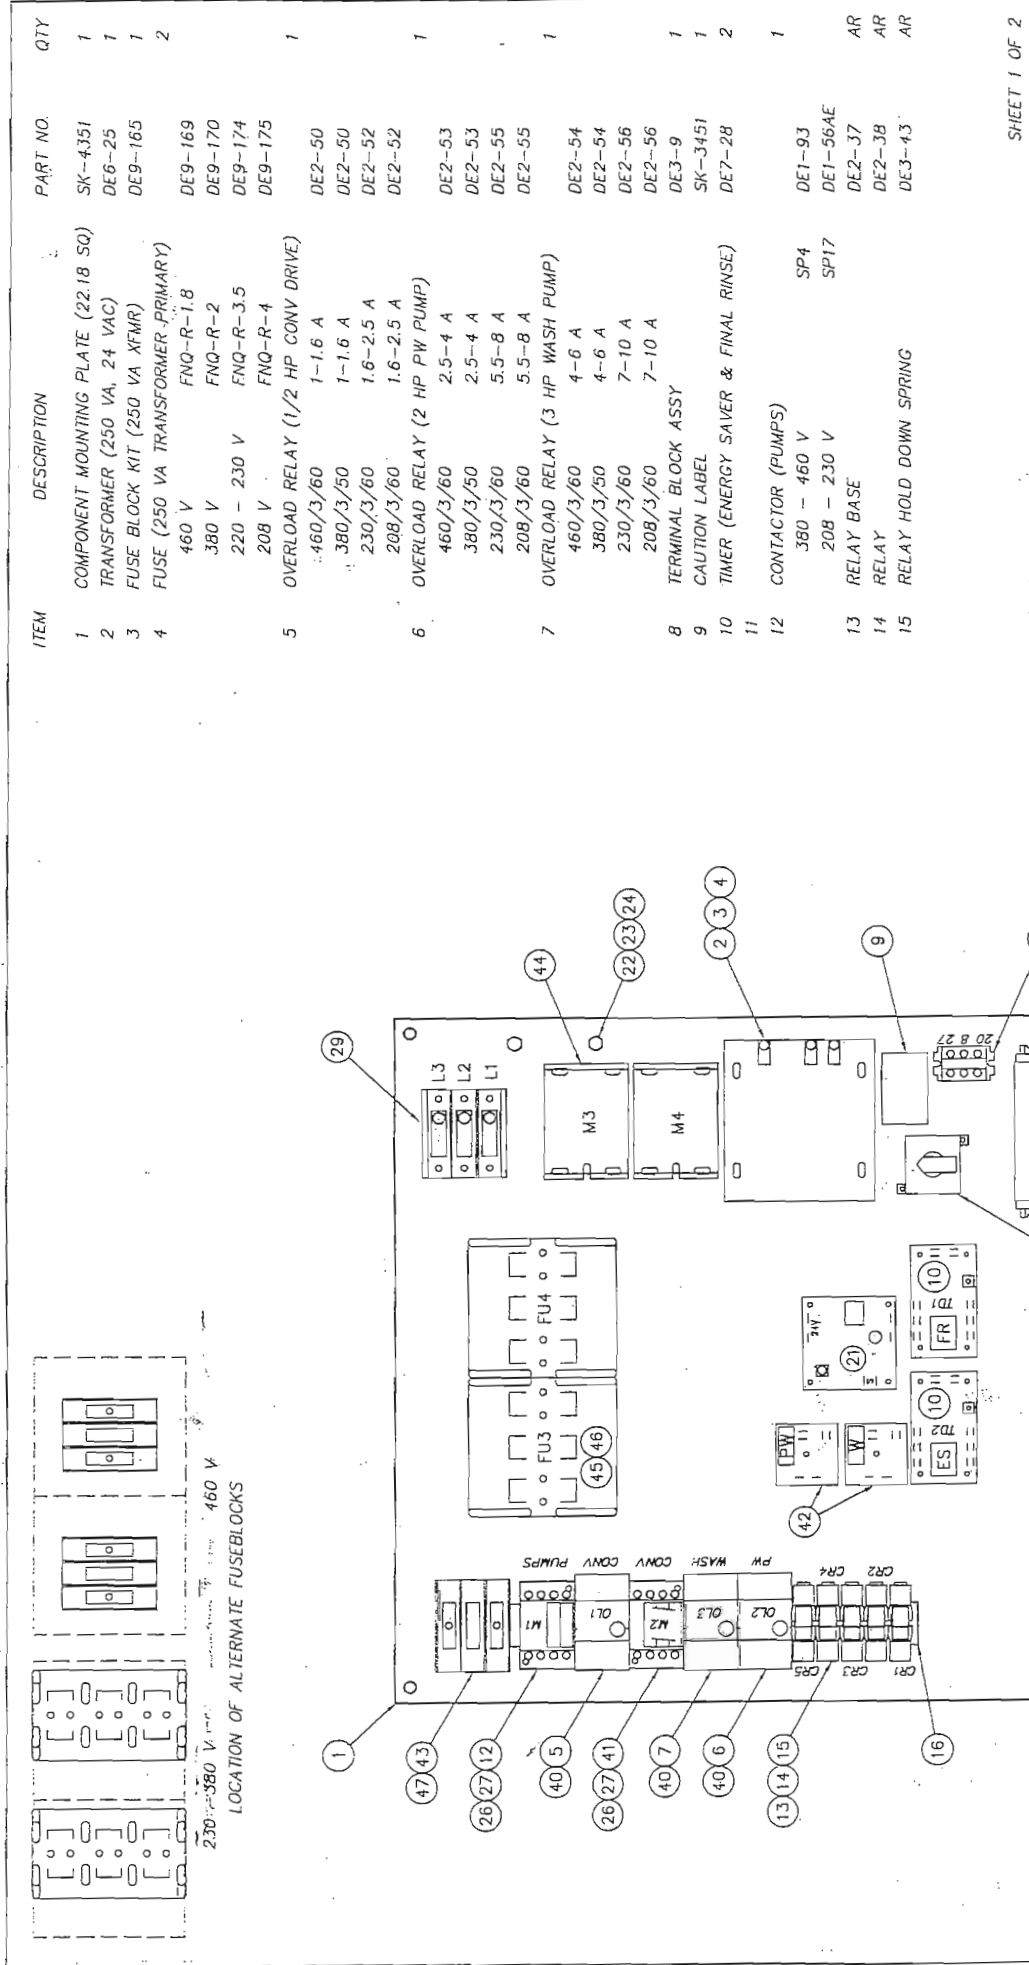 ITEM DESCRIPTION PART NO. QTY
1 COMPONENT MOUNTING PLATE (22.18 SQ) SK-4351 1
2 TRANSFORMER (250 VA, 24 VAC) DE6-25 1
3 FUSE BLOCK KIT (250 VA XFMR) DE9-165 1
4 FUSE (250 VA TRANSFORMER-PRIMARY) 2
460 V FNQ-R-1.8 DE9-169
380 V FNQ-R-2 DE9-170
220 - 230 V FNQ-R-3.5 DE9-174
208 V FNQ-R-4 DE9-175
5 OVERLOAD RELAY (1/2 HP CONV DRIVE) 1
460/3/60 1-1.6 A DE2-50
380/3/50 1-1.6 A DE2-50
230/3/60 1.6-2.5 A DE2-52
208/3/60 1.6-2.5 A DE2-52
6 OVERLOAD RELAY (2 HP PW PUMP) 1
460/3/60 2.5-4 A DE2-53
380/3/50 2.5-4 A DE2-53
230/3/60 5.5-8 A DE2-55
208/3/60 5.5-8 A DE2-55
7 OVERLOAD RELAY (3 HP WASH PUMP) 1
460/3/60 4-6 A DE2-54
380/3/50 4-6 A DE2-54
230/3/60 7-10 A DE2-56
208/3/60 7-10 A DE2-56
8 TERMINAL BLOCK ASSY DE3-9 1
9 CAUTION LABEL SK-3451 1
10 TIMER (ENERGY SAVER & FINAL RINSE) DE7-28 2
11
12 CONTACTOR (PUMPS) 1
380 - 460 V SP4 DE1-93
208 - 230 V SP17 DE1-56AE
13 RELAY BASE DE2-37 AR
14 RELAY DE2-38 AR
15 RELAY HOLD DOWN SPRING DE3-43 AR
SHEET 1 OF 2
230 - 380 V
460 V
LOCATION OF ALTERNATE FUSEBLOCKS
1
29
L3
L2
L1
44
M3
M4
22 23 24
2 3 4
9
20 8 27
FU3
FU4
45 46
24V
21
PW
W
42
10
TD1
FR
10
TD2
ES
47 43
26 27 12
M1
PUMPS
40 5
OL1
CONV
26 27 41
M2
CONV
40 7
OL3
WASH
40 6
OL2
PW
13 14 15
CR5
CR4
CR3
CR2
CR1
16